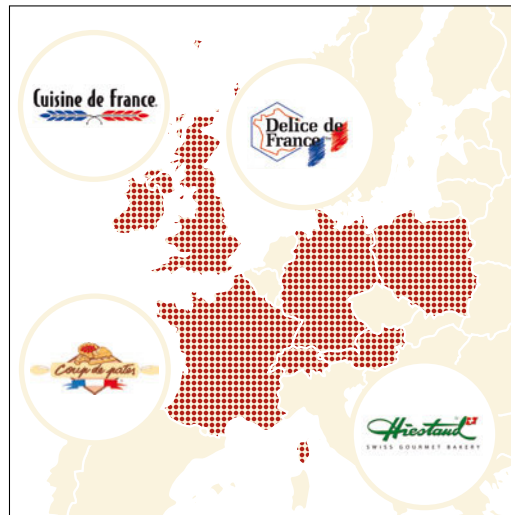 Cuisine de France
Delice de
France
Coup de pates
Hiestand
SWISS GOURMET BAKERY